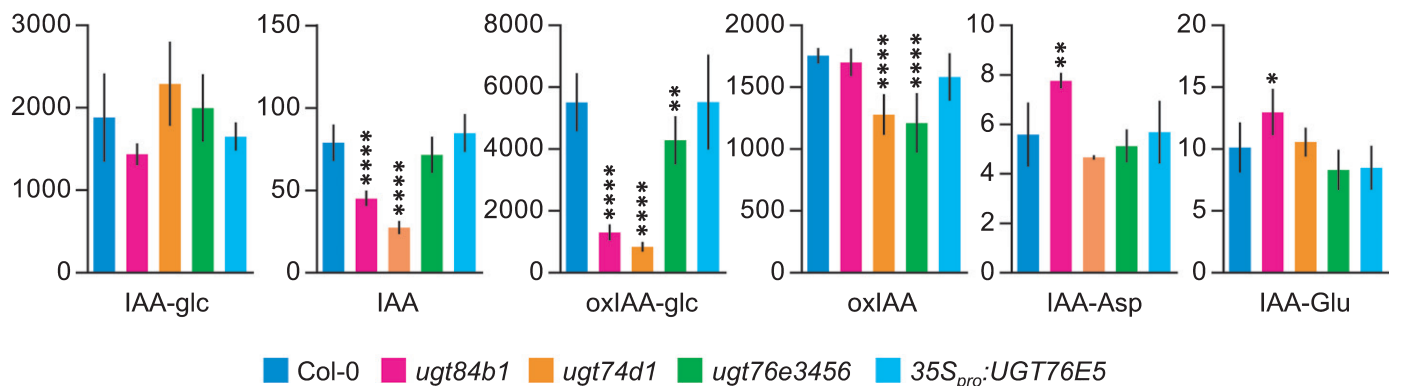 3000 2000 1000 0
IAA-glc
150 100 50 0
**** ****
IAA
8000 6000 4000 2000 0
**** **** **
oxIAA-glc
2000 1500 1000 500 0
**** ****
oxIAA
10 8 6 4 2 0
**
IAA-Asp
20 15 10 5 0
*
IAA-Glu
Col-0 ugt84b1 ugt74d1 ugt76e3456 35Spro:UGT76E5